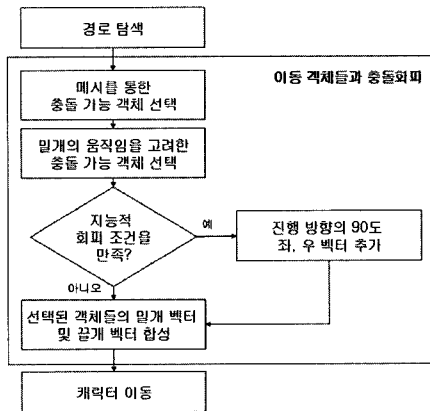 경로 탐색
이동 객체들과 충돌회피
메시를 통한
충돌 가능 객체 선택
밀개의 움직임을 고려한
충돌 가능 객체 선택
지능적
회피 조건을
만족?
예
진행 방향의 90도
좌, 우 벡터 추가
아니오
선택된 객체들의 밀개 벡터
및 끌개 벡터 합성
캐릭터 이동